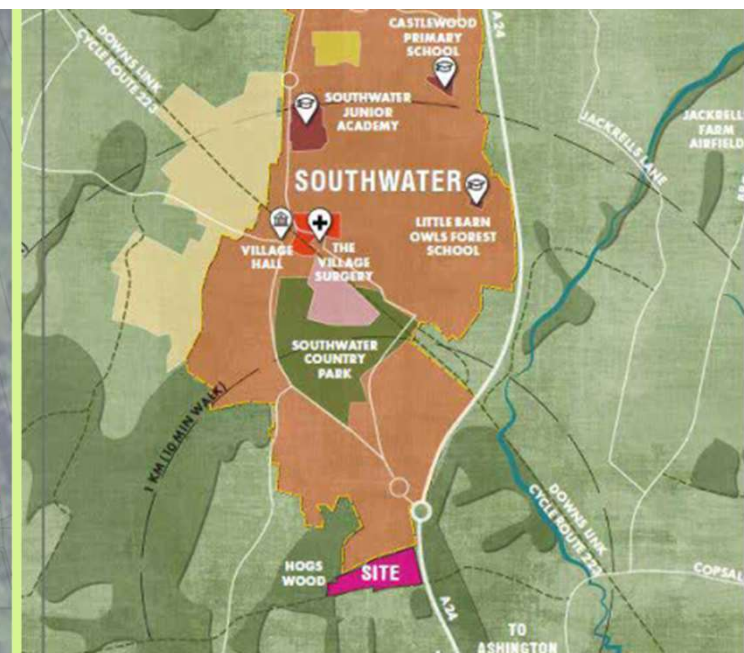 CASTLEWOOD
PRIMARY
SCHOOL
A24
DOWNS LINK
CYCLE ROUTE 223
SOUTHWATER
JUNIOR
ACADEMY
JACKRELLS LANE
JACKRELL
FARM
AIRFIELD
SOUTHWATER
LITTLE BARN
OWLS FOREST
SCHOOL
VILLAGE
HALL
THE
VILLAGE
SURGERY
SOUTHWATER
COUNTRY
PARK
1 KM (10 MIN WALK)
DOWNS LINK
CYCLE ROUTE 223
HOGS
WOOD
SITE
COPSAL
A24
TO
ASHINGTON